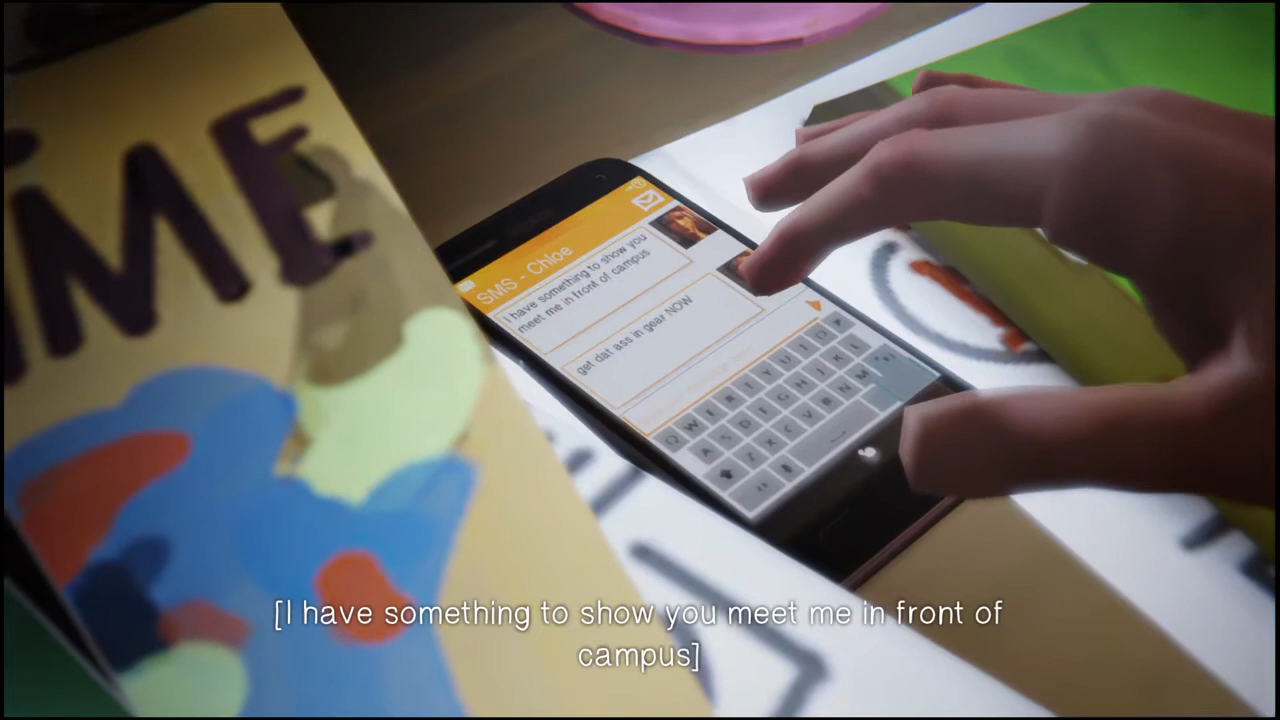 IME
SMS - Chloe
I have something to show you
meet me in front of campus
get dat ass in gear NOW
Q W E R T Y U I O P
A S D F G H J K L
Z X C V B N M
[I have something to show you meet me in front of
campus]